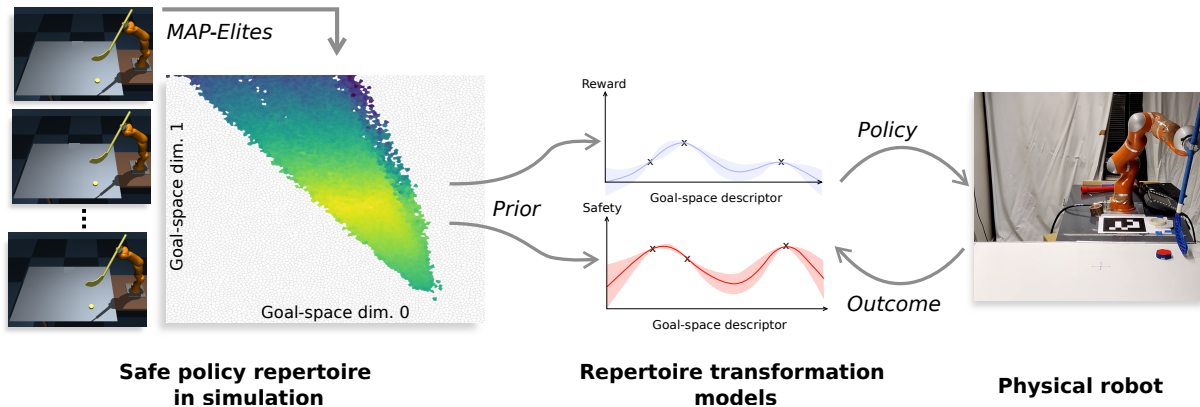 MAP-Elites
Goal-space dim. 1
Goal-space dim. 0
Prior
Reward
Goal-space descriptor
Safety
Goal-space descriptor
Policy
Outcome
Safe policy repertoire
in simulation
Repertoire transformation
models
Physical robot